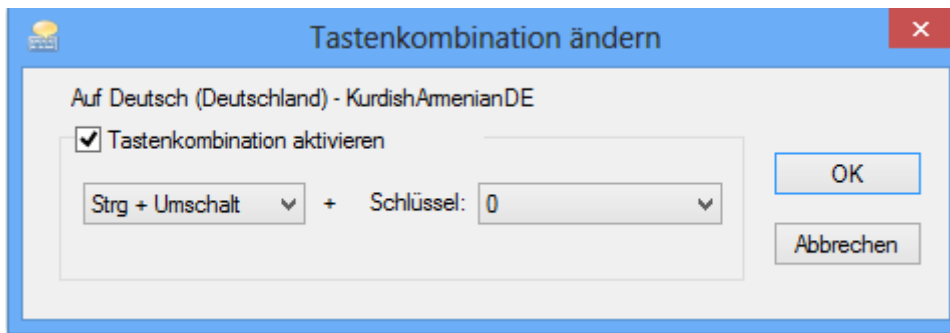 Tastenkombination ändern
Auf Deutsch (Deutschland) - KurdishArmenianDE
Tastenkombination aktivieren
Strg + Umschalt + Schlüssel: 0
OK
Abbrechen